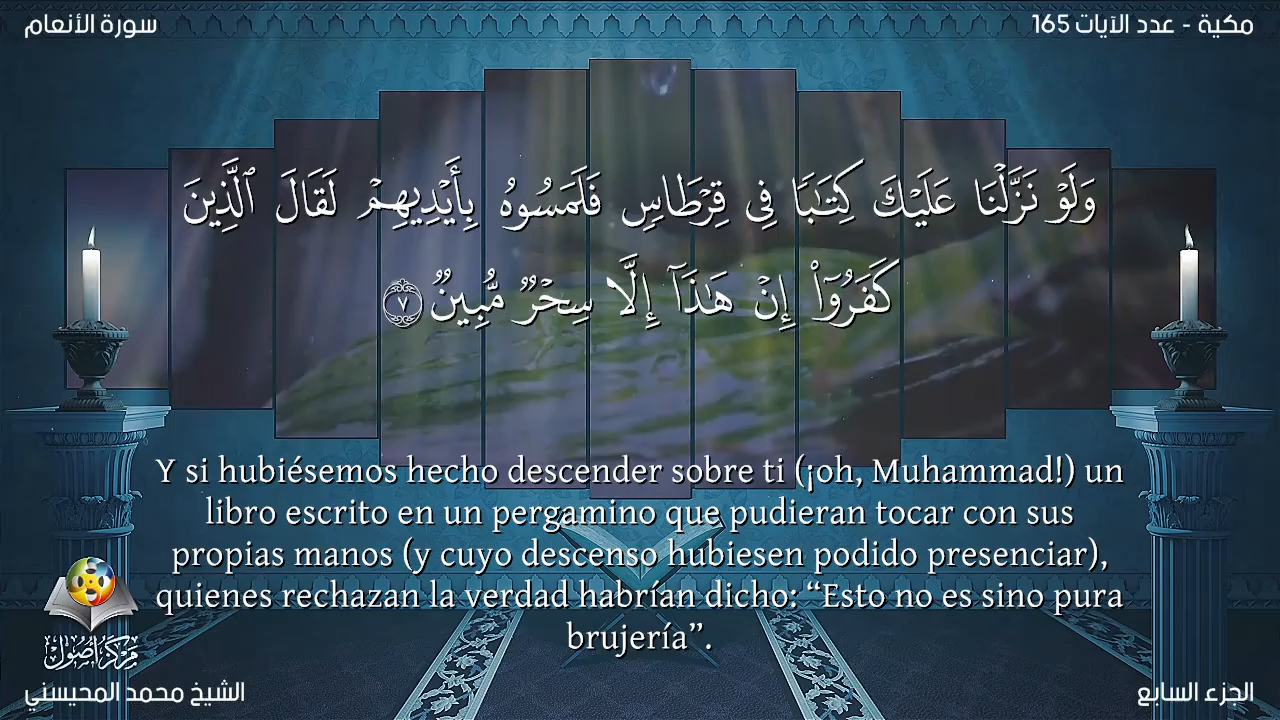 سورة الأنعام
مكية - عدد الآيات 165
وَلَوْ نَزَّلْنَا عَلَيْكَ كِتَٰبًا فِى قِرْطَاسٍ فَلَمَسُوهُ بِأَيْدِيهِمْ لَقَالَ ٱلَّذِينَ
كَفَرُوٓا۟ إِنْ هَٰذَآ إِلَّا سِحْرٌ مُّبِينٌ ٧
Y si hubiésemos hecho descender sobre ti (¡oh, Muhammad!) un
libro escrito en un pergamino que pudieran tocar con sus
propias manos (y cuyo descenso hubiesen podido presenciar),
quienes rechazan la verdad habrían dicho: “Esto no es sino pura
brujería”.
مركز أصول
الشيخ محمد المحيسني
الجزء السابع